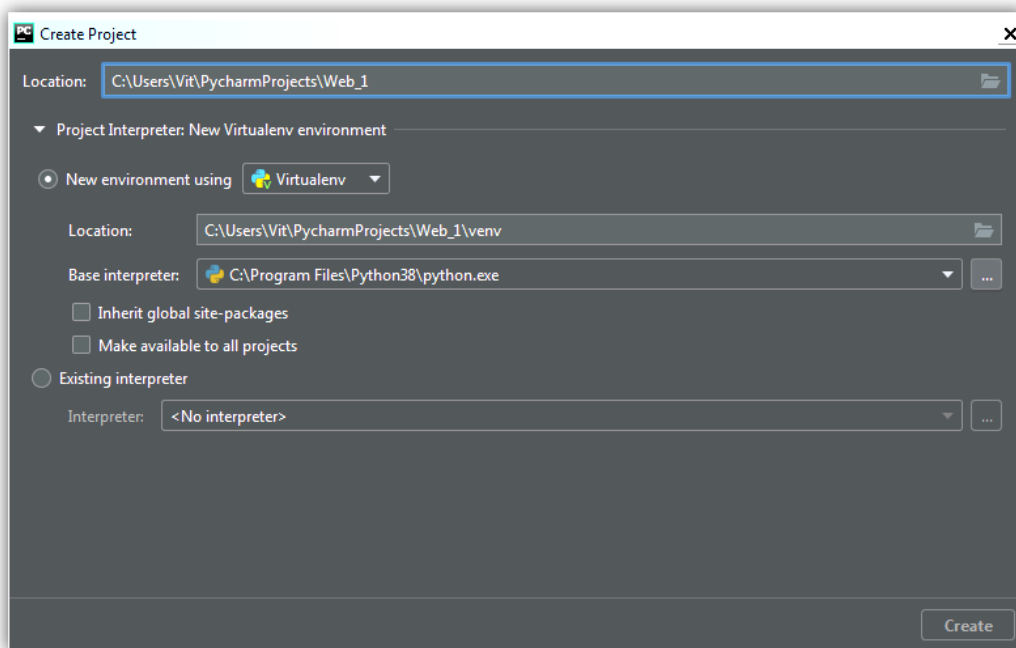 PC Create Project
Location: C:\Users\Vit\PycharmProjects\Web_1
Project Interpreter: New Virtualenv environment
New environment using Virtualenv
Location: C:\Users\Vit\PycharmProjects\Web_1\venv
Base interpreter: C:\Program Files\Python38\python.exe ...
Inherit global site-packages
Make available to all projects
Existing interpreter
Interpreter: <No interpreter> ...
Create